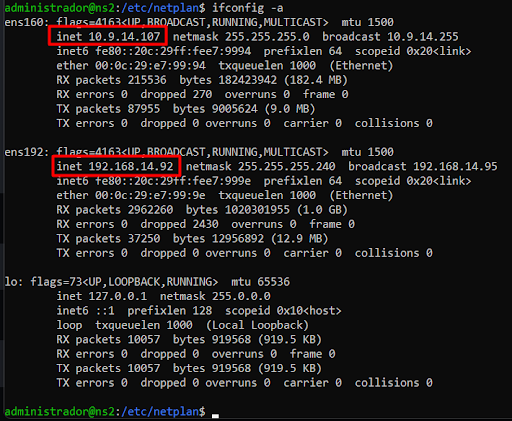 administrador@ns2:/etc/netplan$ ifconfig -a
ens160: flags=4163<UP,BROADCAST,RUNNING,MULTICAST>  mtu 1500
        inet 10.9.14.107  netmask 255.255.255.0  broadcast 10.9.14.255
        inet6 fe80::20c:29ff:fee7:9994  prefixlen 64  scopeid 0x20<link>
        ether 00:0c:29:e7:99:94  txqueuelen 1000  (Ethernet)
        RX packets 215536  bytes 182423942 (182.4 MB)
        RX errors 0  dropped 270  overruns 0  frame 0
        TX packets 87955  bytes 9005624 (9.0 MB)
        TX errors 0  dropped 0 overruns 0  carrier 0  collisions 0

ens192: flags=4163<UP,BROADCAST,RUNNING,MULTICAST>  mtu 1500
        inet 192.168.14.92  netmask 255.255.255.240  broadcast 192.168.14.95
        inet6 fe80::20c:29ff:fee7:999e  prefixlen 64  scopeid 0x20<link>
        ether 00:0c:29:e7:99:9e  txqueuelen 1000  (Ethernet)
        RX packets 2962260  bytes 1020301955 (1.0 GB)
        RX errors 0  dropped 2430  overruns 0  frame 0
        TX packets 37250  bytes 12956892 (12.9 MB)
        TX errors 0  dropped 0 overruns 0  carrier 0  collisions 0

lo: flags=73<UP,LOOPBACK,RUNNING>  mtu 65536
        inet 127.0.0.1  netmask 255.0.0.0
        inet6 ::1  prefixlen 128  scopeid 0x10<host>
        loop  txqueuelen 1000  (Local Loopback)
        RX packets 10057  bytes 919568 (919.5 KB)
        RX errors 0  dropped 0  overruns 0  frame 0
        TX packets 10057  bytes 919568 (919.5 KB)
        TX errors 0  dropped 0 overruns 0  carrier 0  collisions 0

administrador@ns2:/etc/netplan$